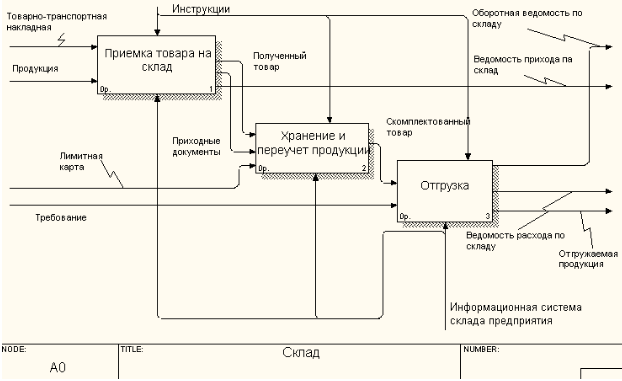 Инструкции
Товарно-транспортная
накладная
Оборотная ведомость по
складу
Приемка товара на
склад
0р.
1
Полученный
товар
Ведомость прихода па
склад
Продукция
Скомплектованный
товар
Хранение и
переучет продукции
0р.
2
Приходные
документы
Лимитная
карта
Отгрузка
0р.
3
Требование
Ведомость расхода по
складу
Отгружаемая
продукция
Информационная система
склада предприятия
NODE:
A0
TITLE:
Склад
NUMBER: